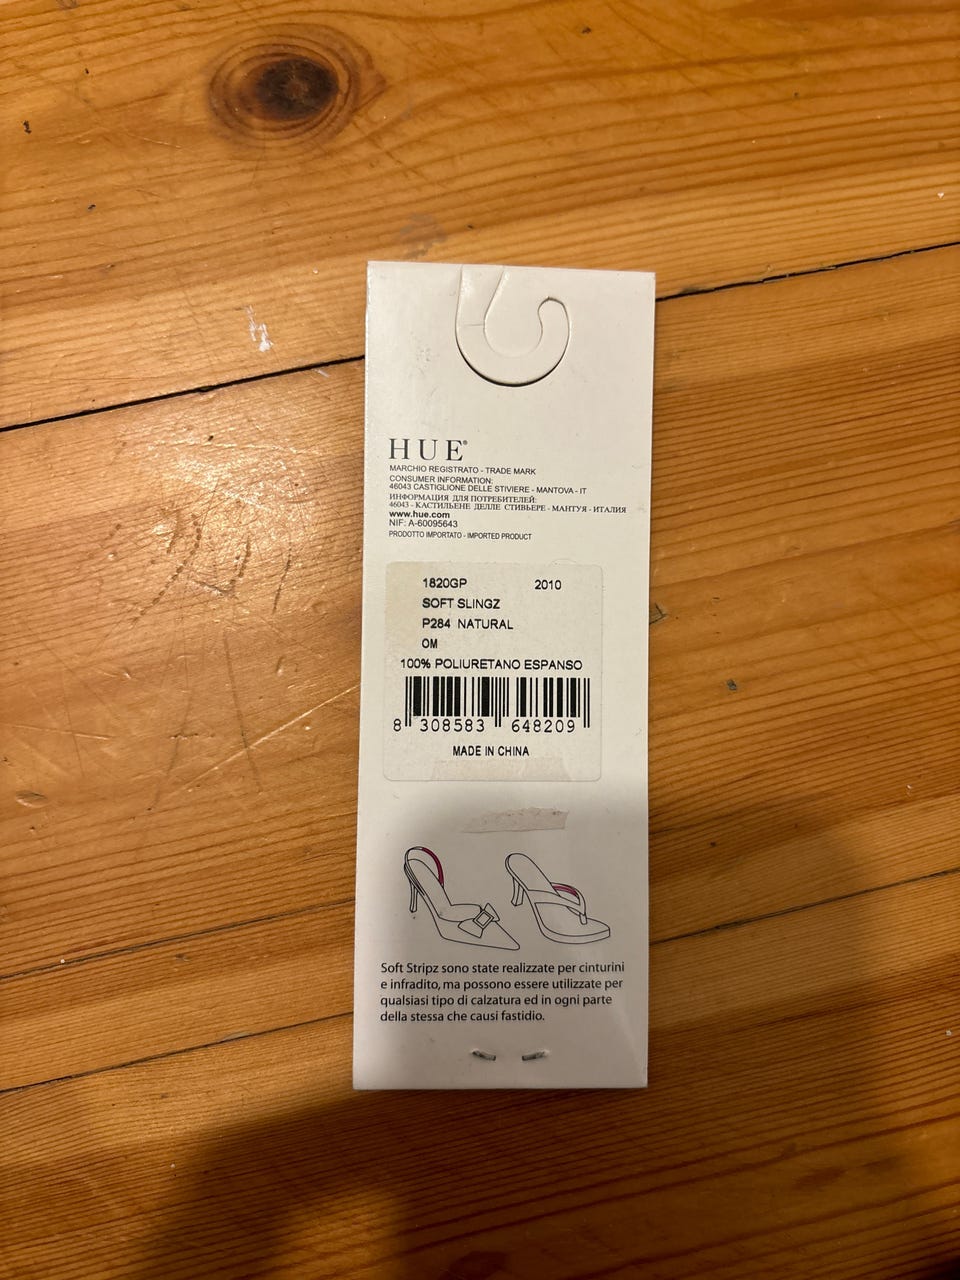 HUE®
MARCHIO REGISTRATO - TRADE MARK
CONSUMER INFORMATION:
46043 CASTIGLIONE DELLE STIVIERE - MANTOVA - IT
ИНФОРМАЦИЯ ДЛЯ ПОТРЕБИТЕЛЕЙ:
46043 - КАСТИЛЬЕНЕ ДЕЛЛЕ СТИВЬЕРЕ - МАНТУЯ - ИТАЛИЯ
www.hue.com
NIF: A-60095643
PRODOTTO IMPORTATO - IMPORTED PRODUCT
1820GP 2010
SOFT SLINGZ
P284 NATURAL
OM
100% POLIURETANO ESPANSO
8 308583 648209
MADE IN CHINA
Soft Stripz sono state realizzate per cinturini
e infradito, ma possono essere utilizzate per
qualsiasi tipo di calzatura ed in ogni parte
della stessa che causi fastidio.